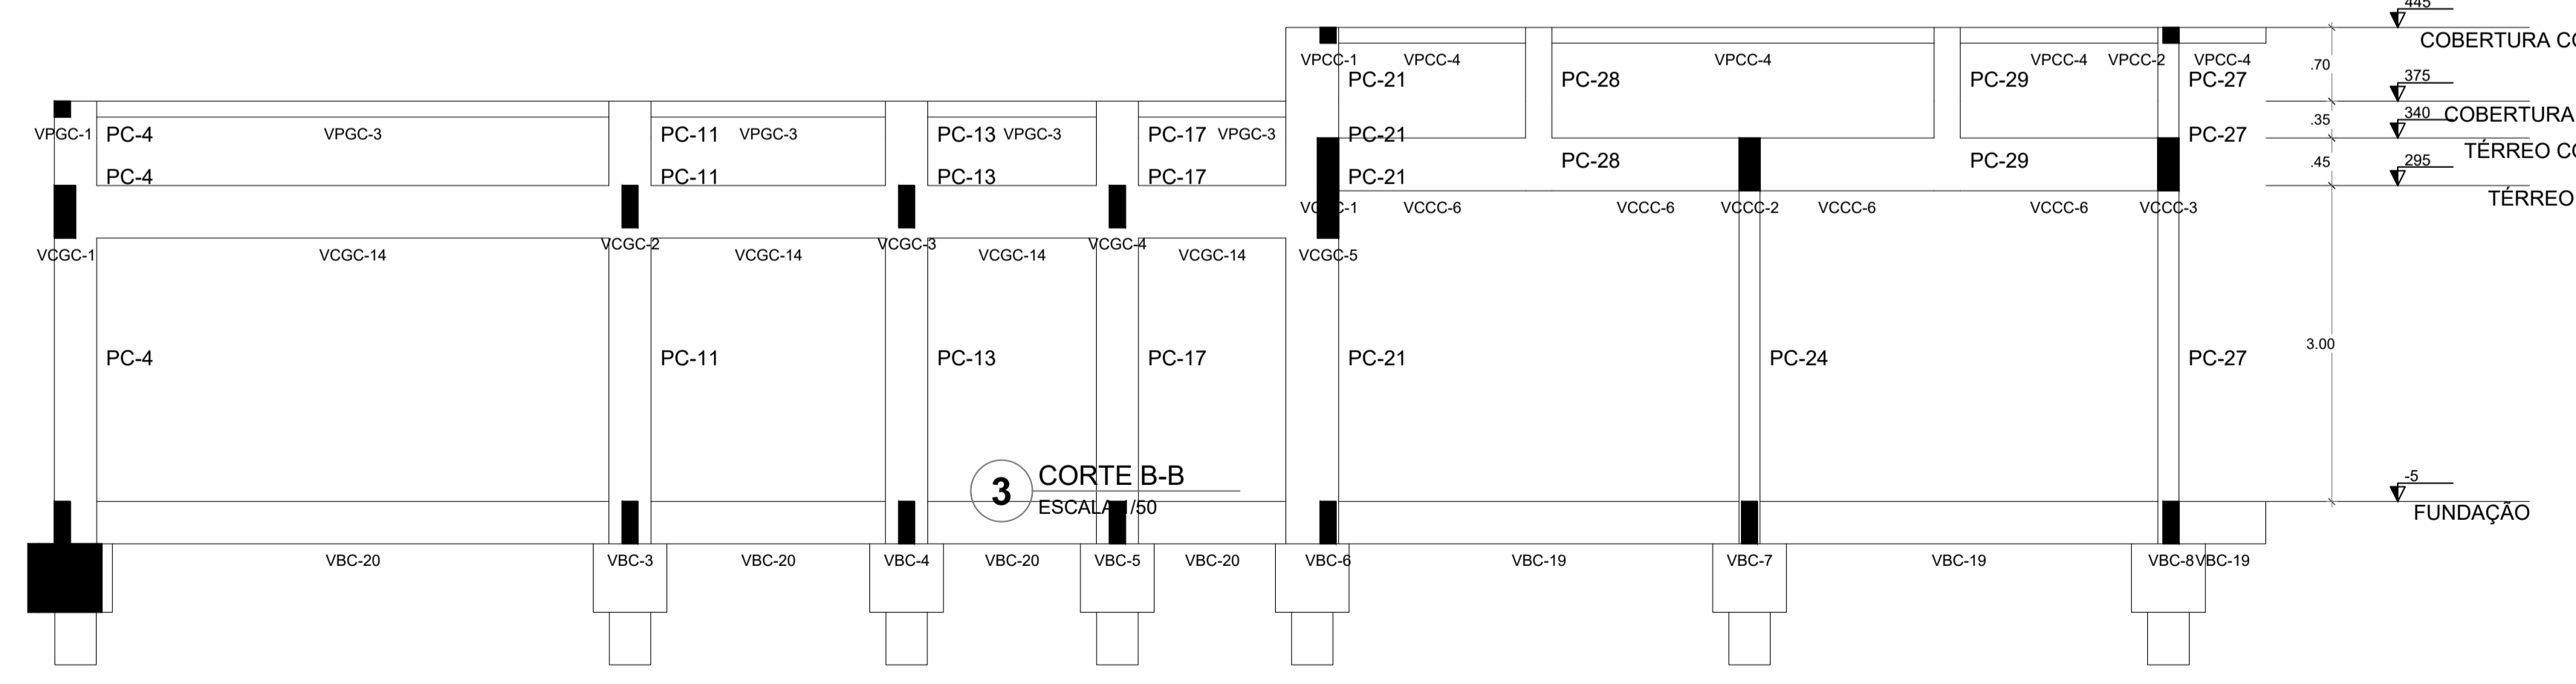 445
COBERTURA CO
VPCC-1 VPCC-4 VPCC-4 VPCC-4 VPCC-2 VPCC-4
.70
PC-21 PC-28 PC-29 PC-27
375
COBERTURA
340
.35
VPGC-1 PC-4 VPGC-3 PC-11 VPGC-3 PC-13 VPGC-3 PC-17 VPGC-3 PC-21 PC-27
TÉRREO CO
PC-28 PC-29
.45
295
PC-4 PC-11 PC-13 PC-17 PC-21
TÉRREO
VCCC-6 VCCC-6 VCCC-2 VCCC-6 VCCC-6 VCCC-3
VCGC-2 VCGC-3 VCGC-4
VCGC-1 VCGC-14 VCGC-14 VCGC-14 VCGC-14 VCGC-5
3.00
PC-4 PC-11 PC-13 PC-17 PC-21 PC-24 PC-27
3 CORTE B-B
ESCALA 1/50
-5
FUNDAÇÃO
VBC-20 VBC-3 VBC-20 VBC-4 VBC-20 VBC-5 VBC-20 VBC-6 VBC-19 VBC-7 VBC-19 VBC-8 VBC-19